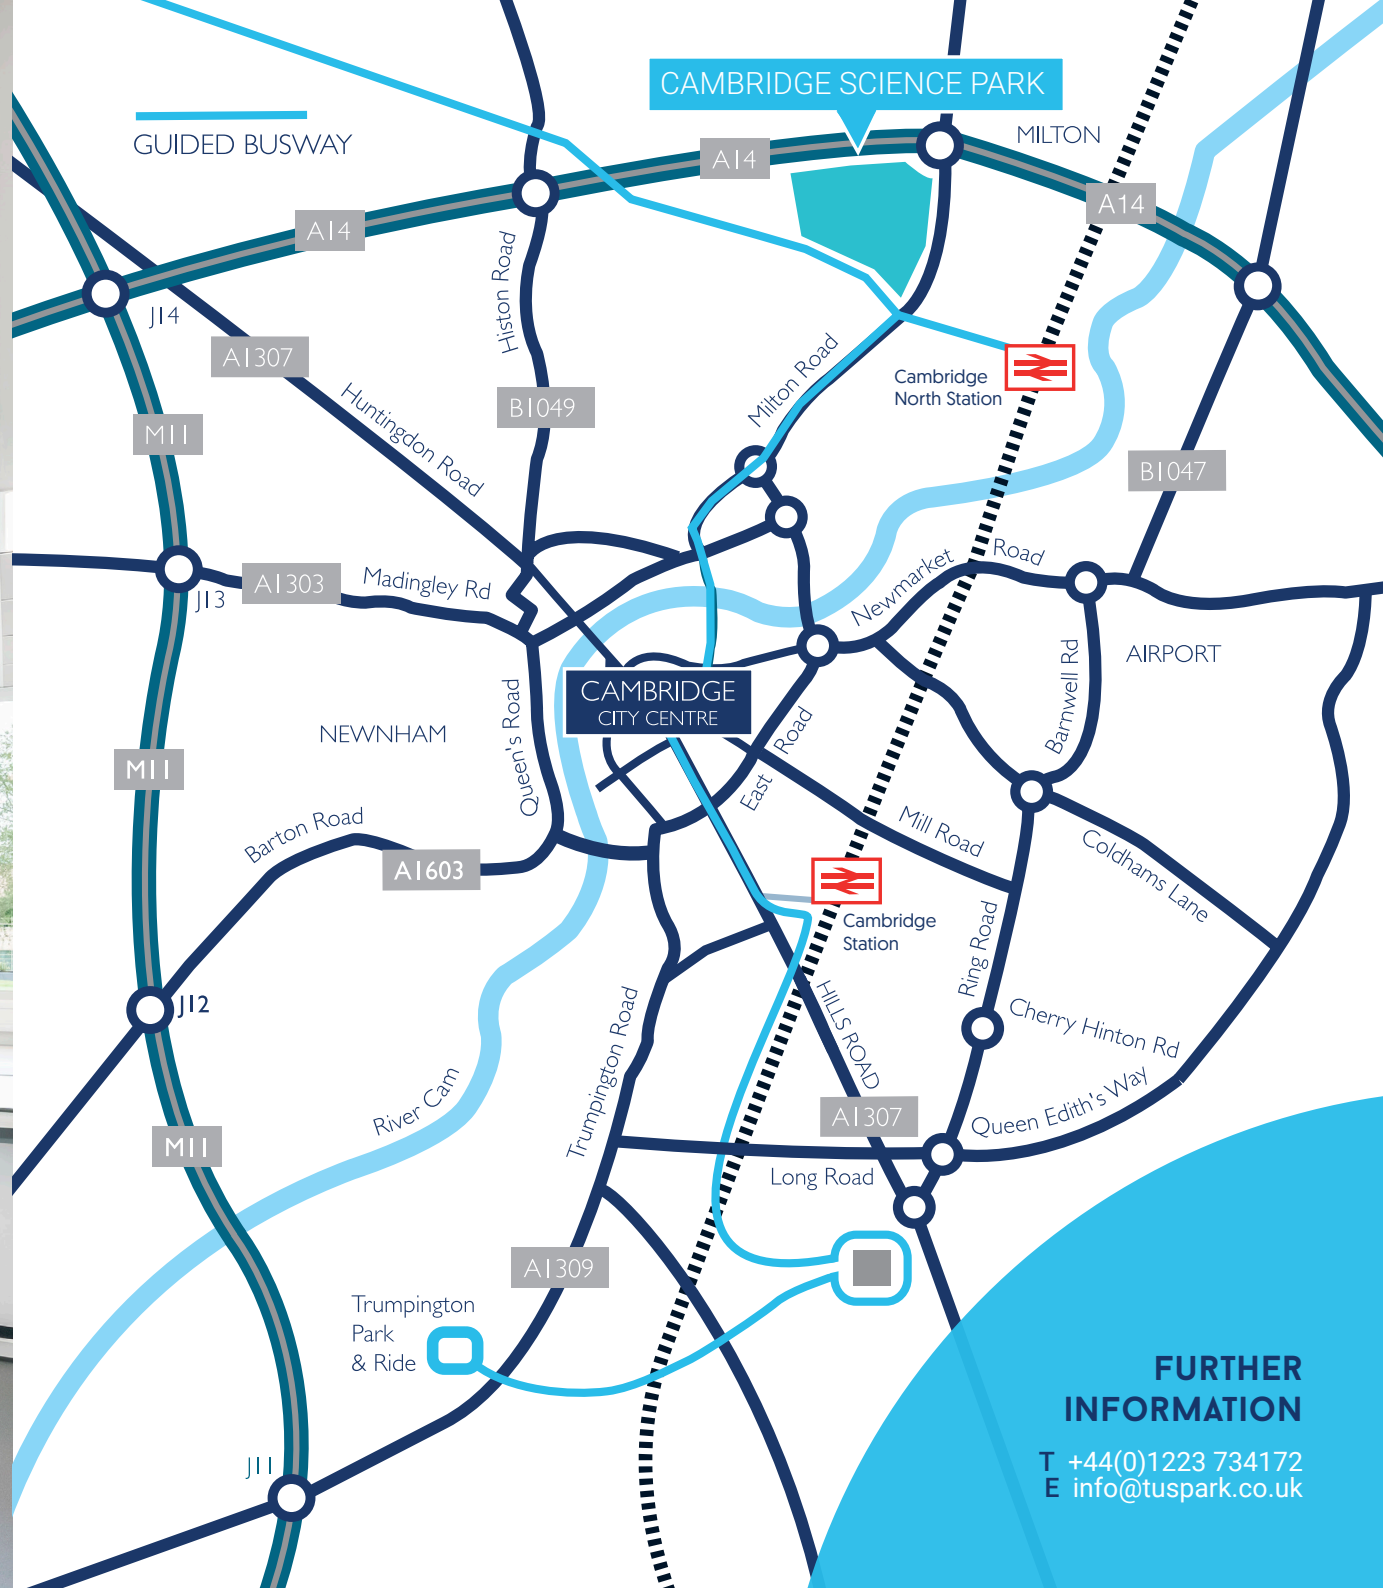 CAMBRIDGE SCIENCE PARK
GUIDED BUSWAY
MILTON
A14
A14
A14
J14
Histon Road
A1307
Huntingdon Road
B1049
Milton Road
Cambridge
North Station
M11
B1047
J13
A1303
Madingley Rd
Newmarket Road
AIRPORT
Barnwell Rd
CAMBRIDGE
CITY CENTRE
NEWNHAM
Queen's Road
East Road
M11
Barton Road
A1603
Mill Road
Coldhams Lane
Cambridge
Station
Ring Road
J12
HILLS ROAD
Cherry Hinton Rd
Trumpington Road
River Cam
A1307
Queen Edith's Way
M11
Long Road
A1309
Trumpington
Park
& Ride
J11
FURTHER
INFORMATION
T +44(0)1223 734172
E info@tuspark.co.uk